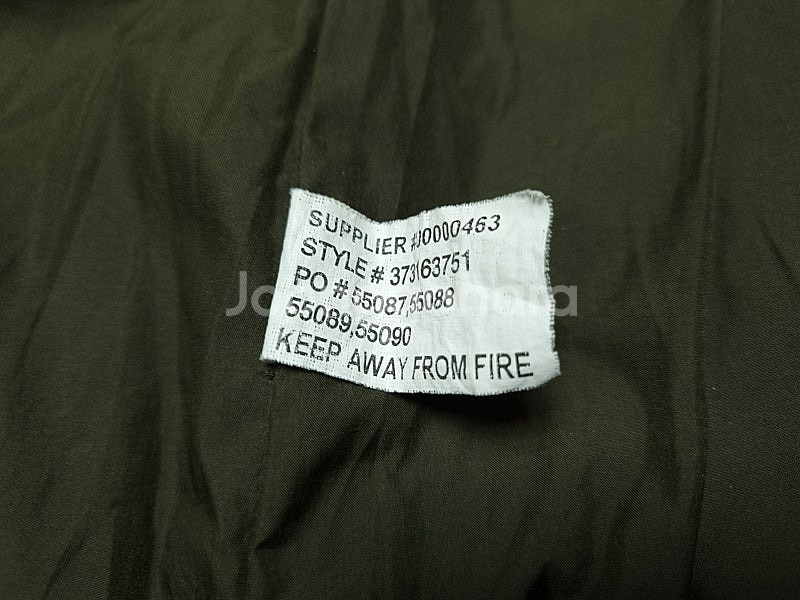 SUPPLIER #J0000463
STYLE # 373163751
PO # 55087,55088
55089,55090
KEEP AWAY FROM FIRE